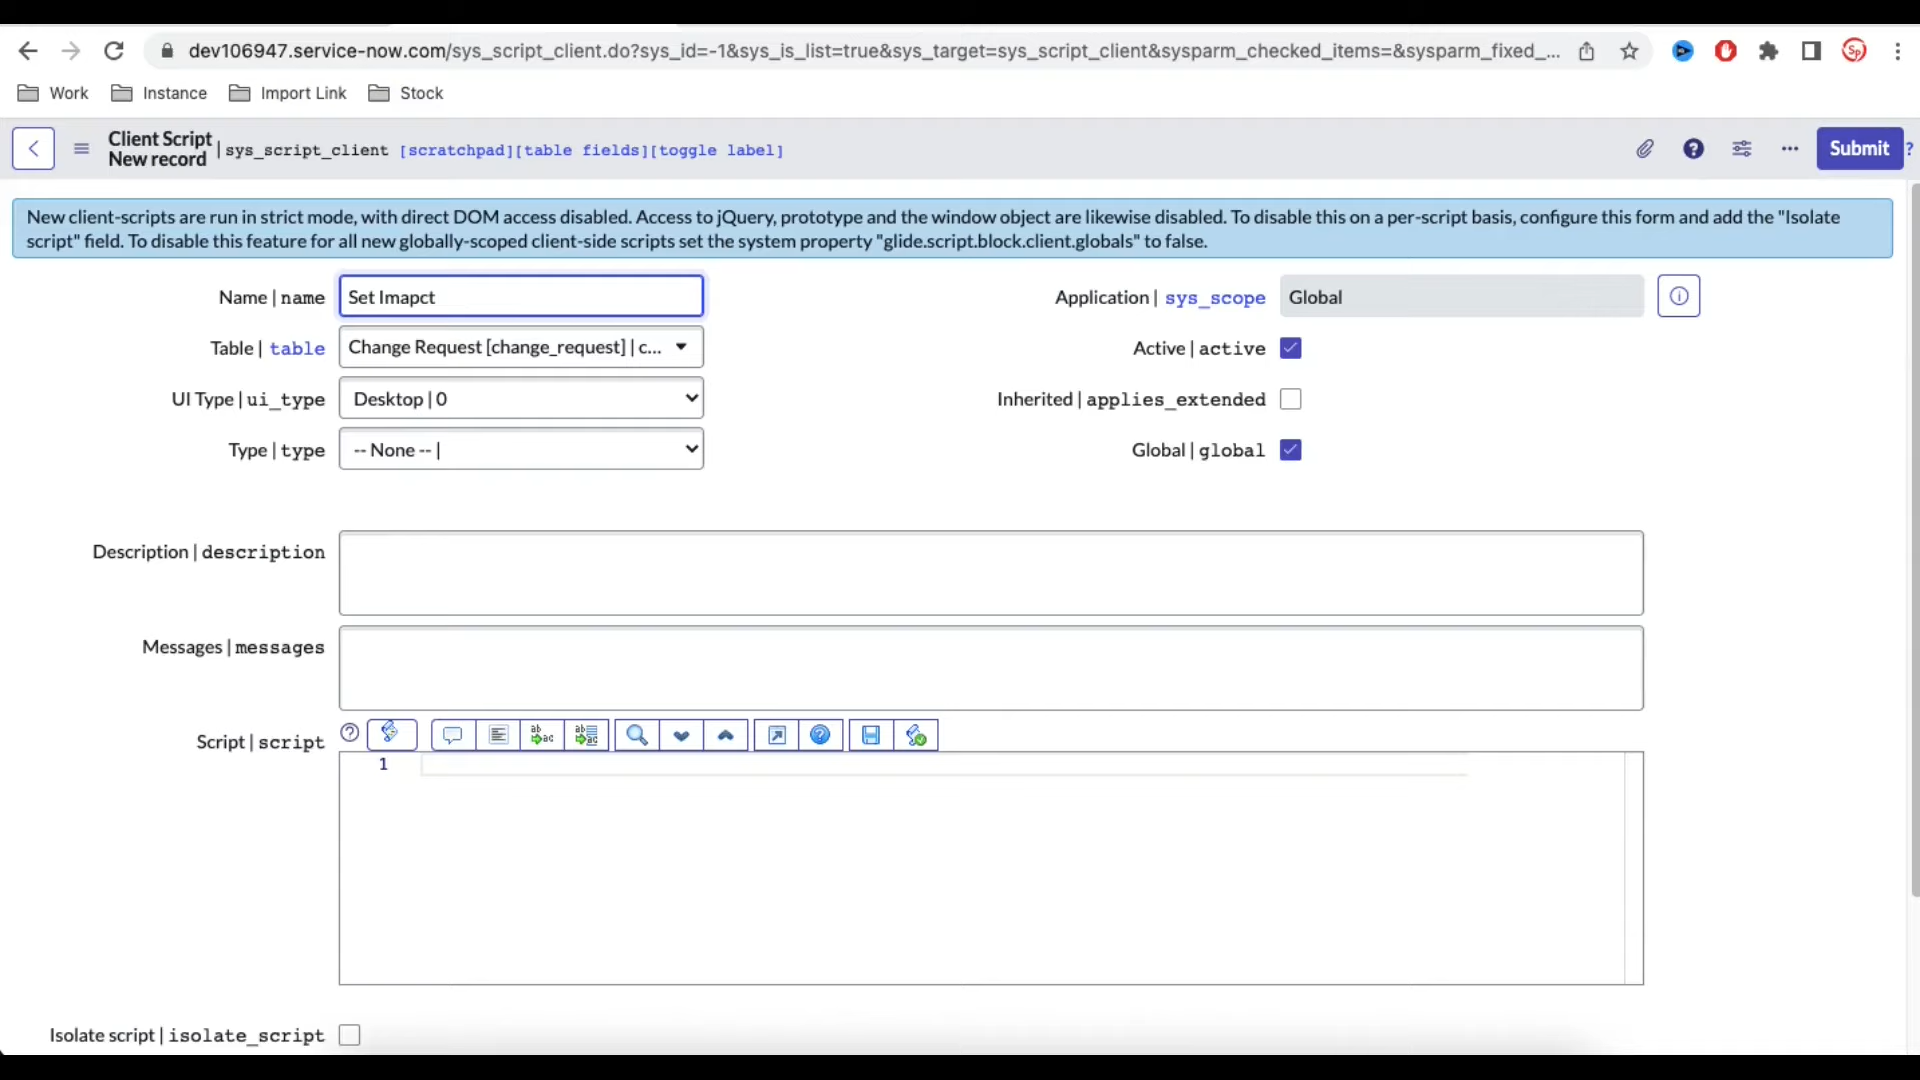 dev106947.service-now.com/sys_script_client.do?sys_id=-1&sys_is_list=true&sys_target=sys_script_client&sysparm_checked_items=&sysparm_fixed_...
Work Instance Import Link Stock
Client Script
New record | sys_script_client [scratchpad][table fields][toggle label]
Submit ?
New client-scripts are run in strict mode, with direct DOM access disabled. Access to jQuery, prototype and the window object are likewise disabled. To disable this on a per-script basis, configure this form and add the "Isolate
script" field. To disable this feature for all new globally-scoped client-side scripts set the system property "glide.script.block.client.globals" to false.
Name | name Set Imapct Application | sys_scope Global
Table | table Change Request [change_request] | c... Active | active
UI Type | ui_type Desktop | 0 Inherited | applies_extended
Type | type -- None -- | Global | global
Description | description
Messages | messages
Script | script
1
Isolate script | isolate_script